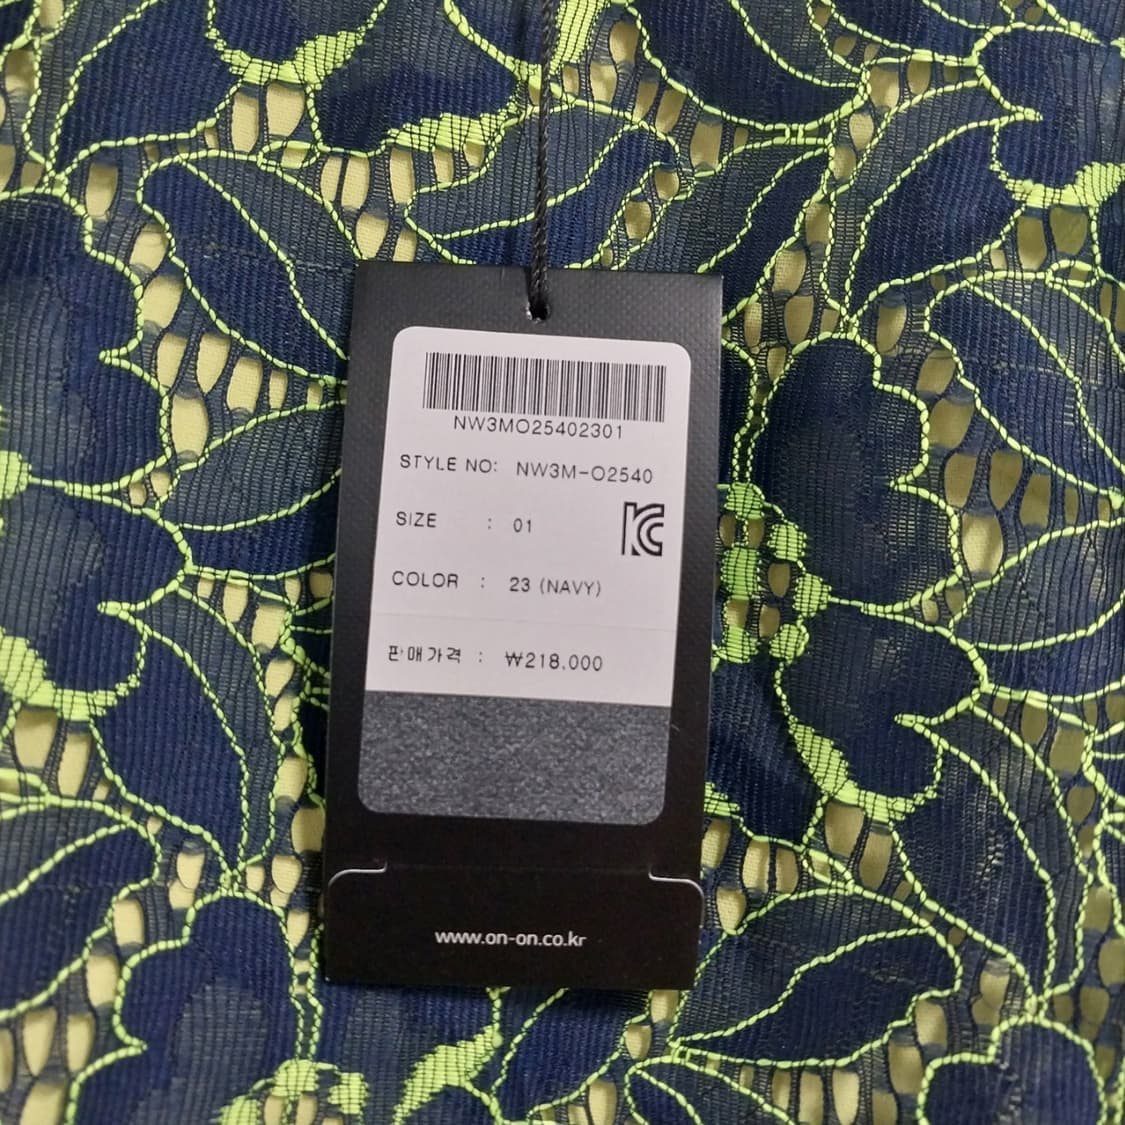 NW3MO25402301
STYLE NO: NW3M-O2540
SIZE : 01
KC
COLOR : 23 (NAVY)
판매가격 : ₩218,000
www.on-on.co.kr